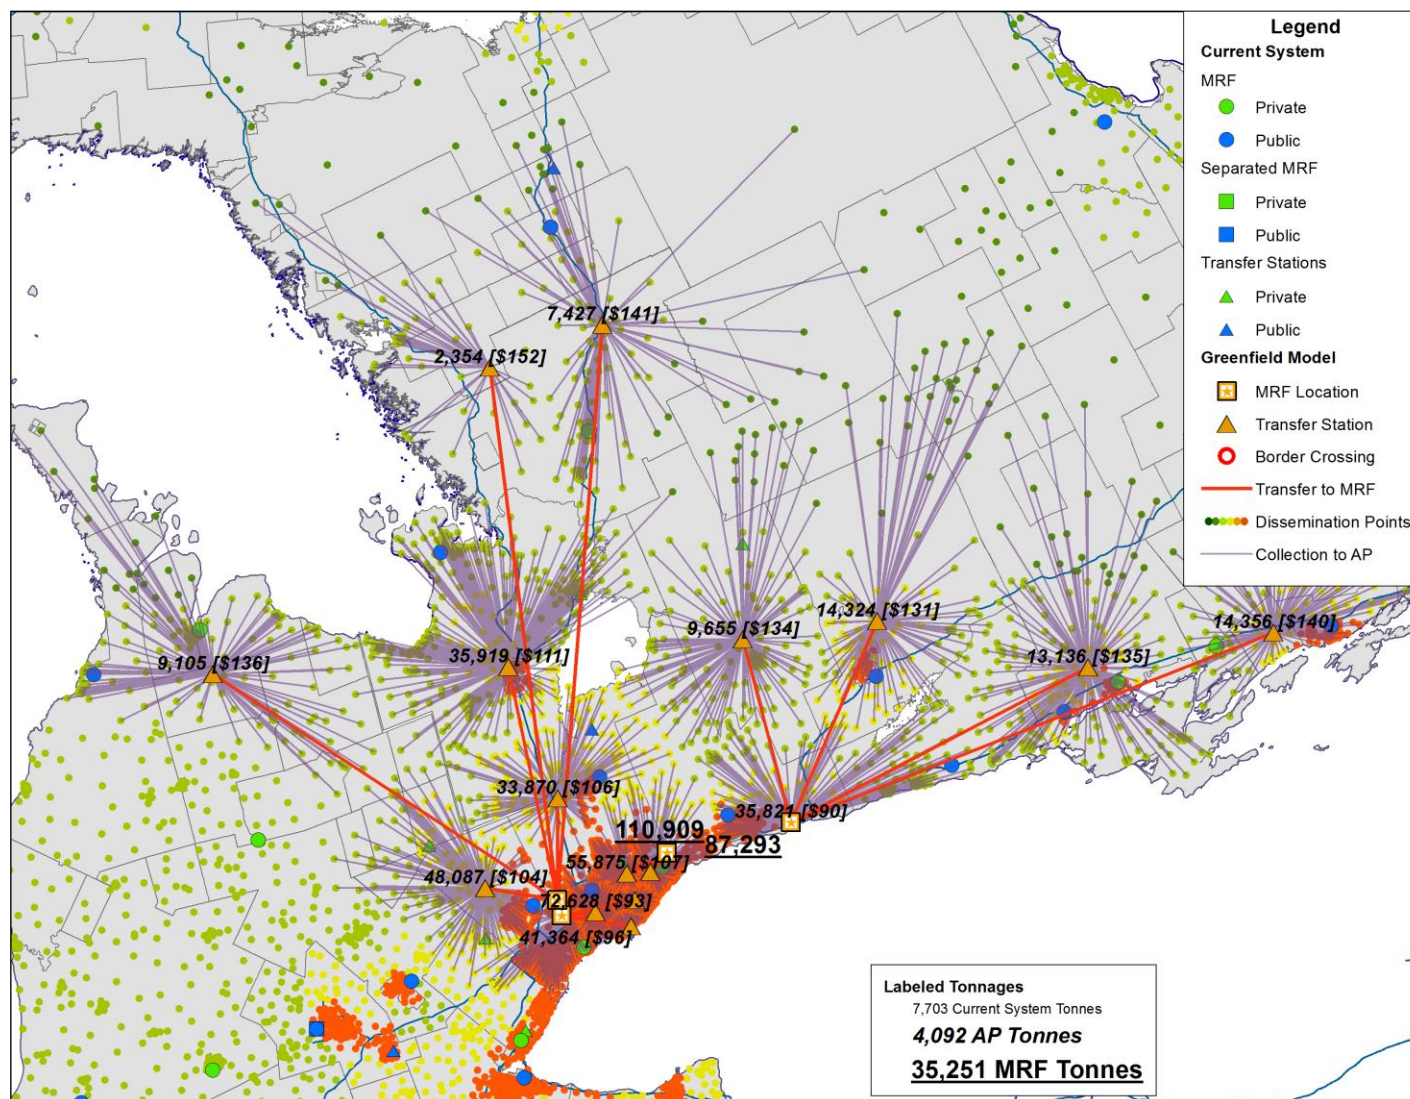 Legend
Current System
MRF
Private
Public
Separated MRF
Private
Public
Transfer Stations
Private
Public
Greenfield Model
MRF Location
Transfer Station
Border Crossing
Transfer to MRF
Dissemination Points
Collection to AP
7,427 [$141]
2,354 [$152]
14,324 [$131]
14,356 [$140]
9,655 [$134]
9,105 [$136]
35,919 [$111]
13,136 [$135]
33,870 [$106]
35,821 [$90]
110,909
87,293
55,875 [$107]
48,087 [$104]
72,628 [$93]
41,364 [$96]
Labeled Tonnages
7,703 Current System Tonnes
4,092 AP Tonnes
35,251 MRF Tonnes